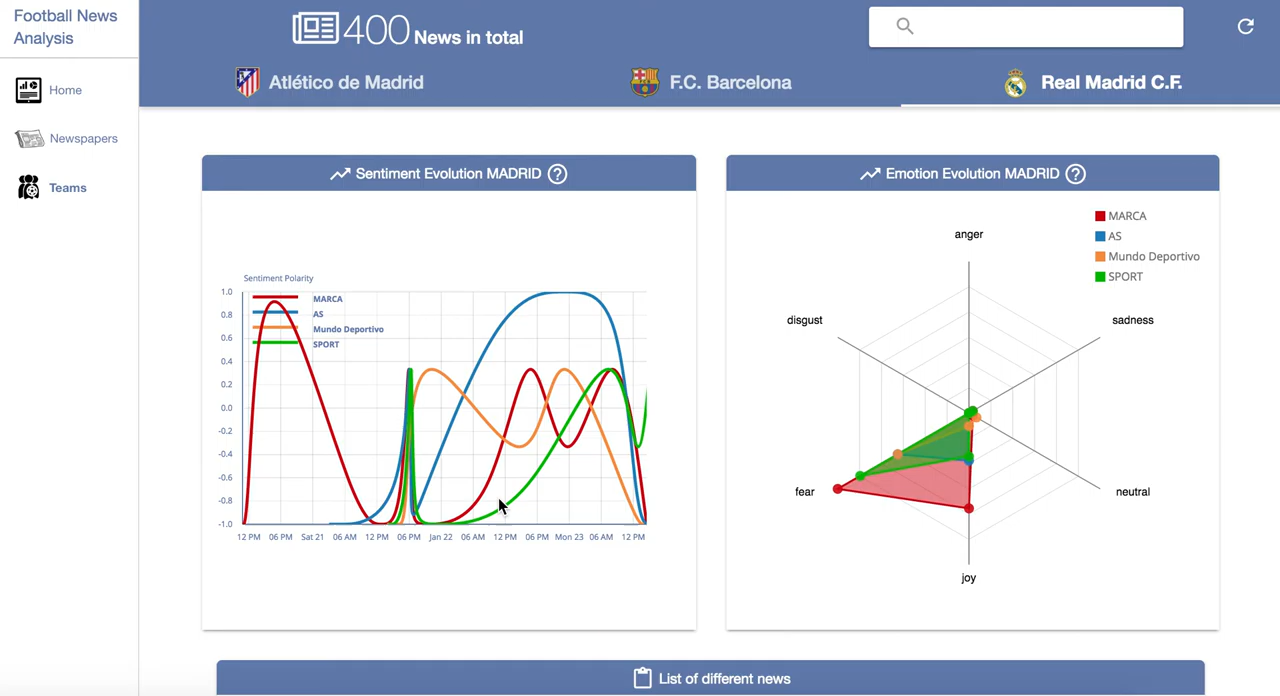 Football News
Analysis
Home
Newspapers
Teams
400 News in total
Atlético de Madrid
F.C. Barcelona
Real Madrid C.F.
Sentiment Evolution MADRID ?
Sentiment Polarity
MARCA
AS
Mundo Deportivo
SPORT
1.0
0.8
0.6
0.4
0.2
0.0
-0.2
-0.4
-0.6
-0.8
-1.0
12 PM 06 PM Sat 21 06 AM 12 PM 06 PM Jan 22 06 AM 12 PM 06 PM Mon 23 06 AM 12 PM
Emotion Evolution MADRID ?
MARCA
AS
Mundo Deportivo
SPORT
anger
disgust
sadness
fear
neutral
joy
List of different news